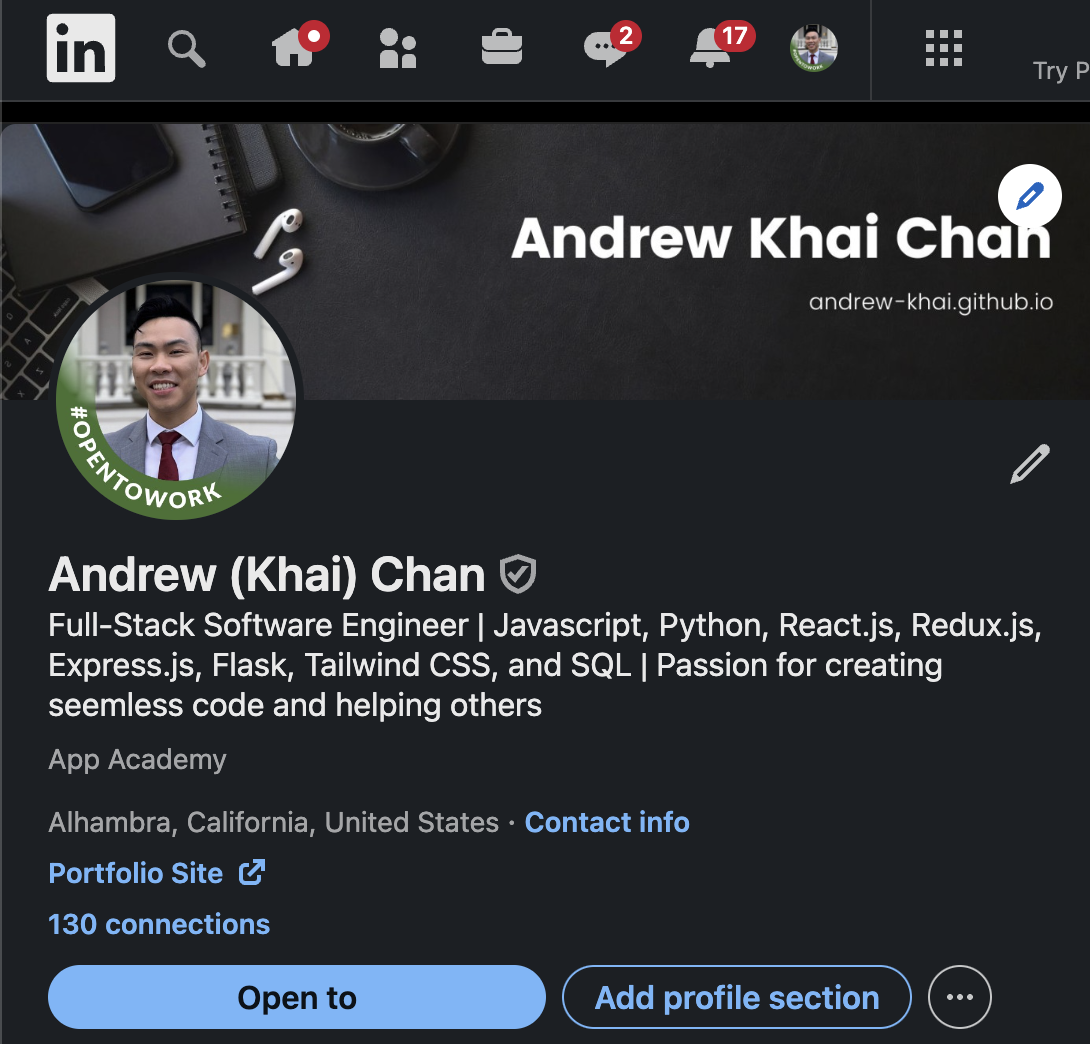 in
2
17
Try P
Andrew Khai Chan
andrew-khai.github.io
#OPENTOWORK
Andrew (Khai) Chan
Full-Stack Software Engineer | Javascript, Python, React.js, Redux.js,
Express.js, Flask, Tailwind CSS, and SQL | Passion for creating
seemless code and helping others
App Academy
Alhambra, California, United States · Contact info
Portfolio Site
130 connections
Open to
Add profile section